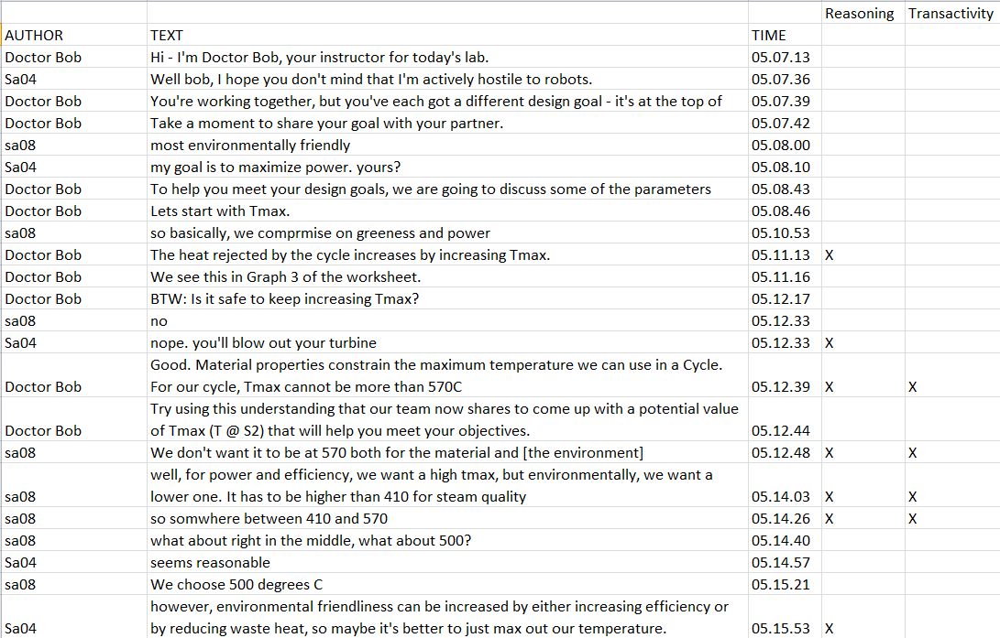 Reasoning Transactivity
AUTHOR TEXT TIME
Doctor Bob Hi - I'm Doctor Bob, your instructor for today's lab. 05.07.13
Sa04 Well bob, I hope you don't mind that I'm actively hostile to robots. 05.07.36
Doctor Bob You're working together, but you've each got a different design goal - it's at the top of 05.07.39
Doctor Bob Take a moment to share your goal with your partner. 05.07.42
sa08 most environmentally friendly 05.08.00
Sa04 my goal is to maximize power. yours? 05.08.10
Doctor Bob To help you meet your design goals, we are going to discuss some of the parameters 05.08.43
Doctor Bob Lets start with Tmax. 05.08.46
sa08 so basically, we comprmise on greeness and power 05.10.53
Doctor Bob The heat rejected by the cycle increases by increasing Tmax. 05.11.13 X
Doctor Bob We see this in Graph 3 of the worksheet. 05.11.16
Doctor Bob BTW: Is it safe to keep increasing Tmax? 05.12.17
sa08 no 05.12.33
Sa04 nope. you'll blow out your turbine 05.12.33 X
Good. Material properties constrain the maximum temperature we can use in a Cycle.
Doctor Bob For our cycle, Tmax cannot be more than 570C 05.12.39 X X
Try using this understanding that our team now shares to come up with a potential value
Doctor Bob of Tmax (T @ S2) that will help you meet your objectives. 05.12.44
sa08 We don't want it to be at 570 both for the material and [the environment] 05.12.48 X X
well, for power and efficiency, we want a high tmax, but environmentally, we want a
sa08 lower one. It has to be higher than 410 for steam quality 05.14.03 X X
sa08 so somwhere between 410 and 570 05.14.26 X X
sa08 what about right in the middle, what about 500? 05.14.40
Sa04 seems reasonable 05.14.57
sa08 We choose 500 degrees C 05.15.21
however, environmental friendliness can be increased by either increasing efficiency or
Sa04 by reducing waste heat, so maybe it's better to just max out our temperature. 05.15.53 X